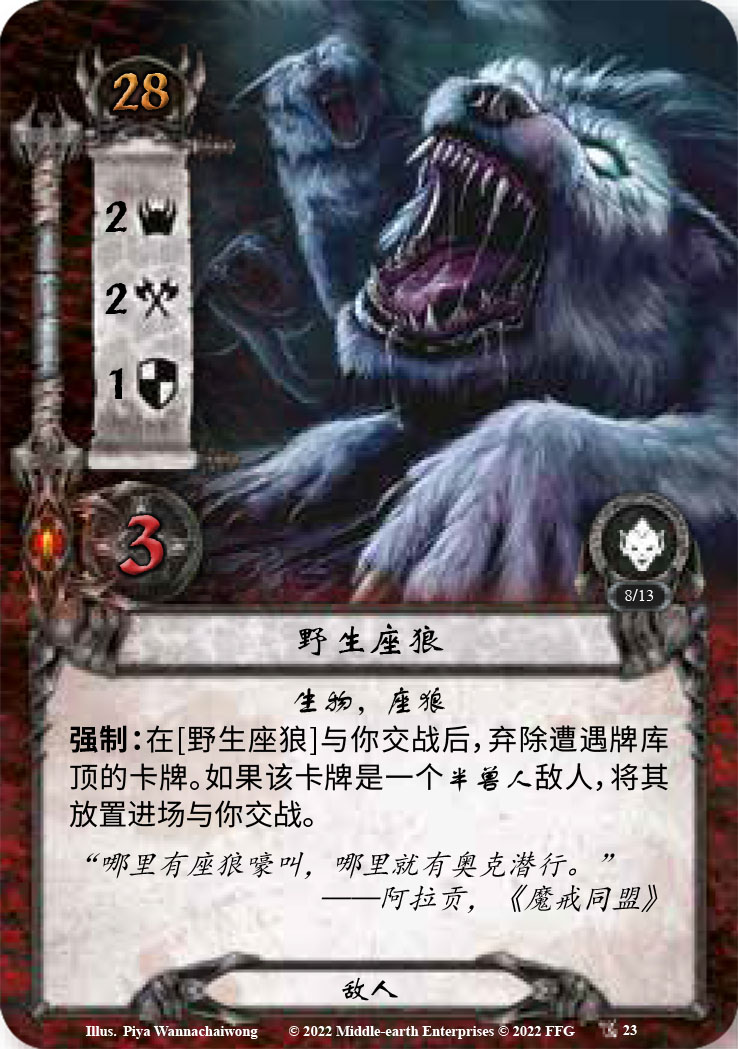 28
2
2
1
3
8/13
野生座狼
生物，座狼
强制：在[野生座狼]与你交战后，弃除遭遇牌库
顶的卡牌。如果该卡牌是一个半兽人敌人，将其
放置进场与你交战。
“哪里有座狼嚎叫，哪里就有奥克潜行。”
——阿拉贡，《魔戒同盟》
敌人
Illus. Piya Wannachaiwong © 2022 Middle-earth Enterprises © 2022 FFG 23